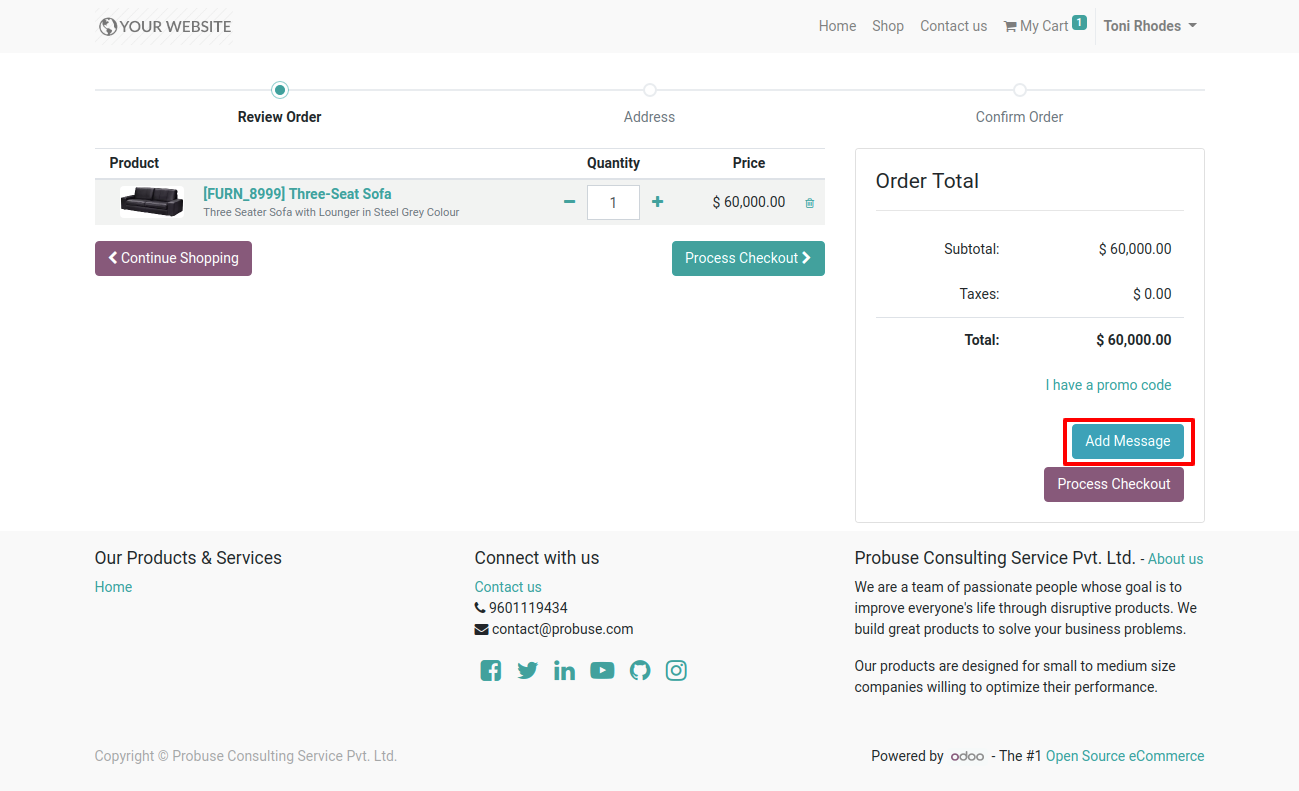 YOUR WEBSITE
Home Shop Contact us My Cart 1 Toni Rhodes
Review Order Address Confirm Order
Product Quantity Price
[FURN_8999] Three-Seat Sofa
Three Seater Sofa with Lounger in Steel Grey Colour
1
$ 60,000.00
Continue Shopping
Process Checkout
Order Total
Subtotal: $ 60,000.00
Taxes: $ 0.00
Total: $ 60,000.00
I have a promo code
Add Message
Process Checkout
Our Products & Services
Home
Connect with us
Contact us
9601119434
contact@probuse.com
Probuse Consulting Service Pvt. Ltd. - About us
We are a team of passionate people whose goal is to
improve everyone's life through disruptive products. We
build great products to solve your business problems.
Our products are designed for small to medium size
companies willing to optimize their performance.
Copyright © Probuse Consulting Service Pvt. Ltd.
Powered by odoo - The #1 Open Source eCommerce